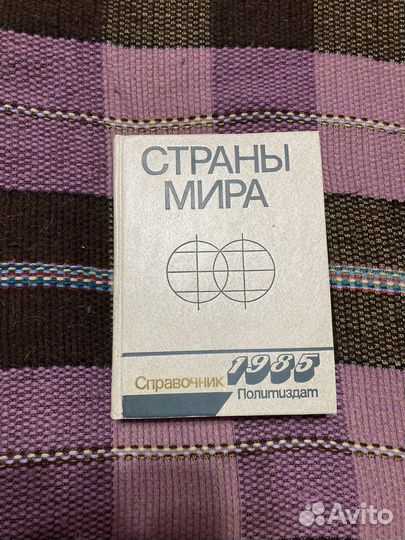 СТРАНЫ
МИРА
1985
Справочник
Политиздат
Avito